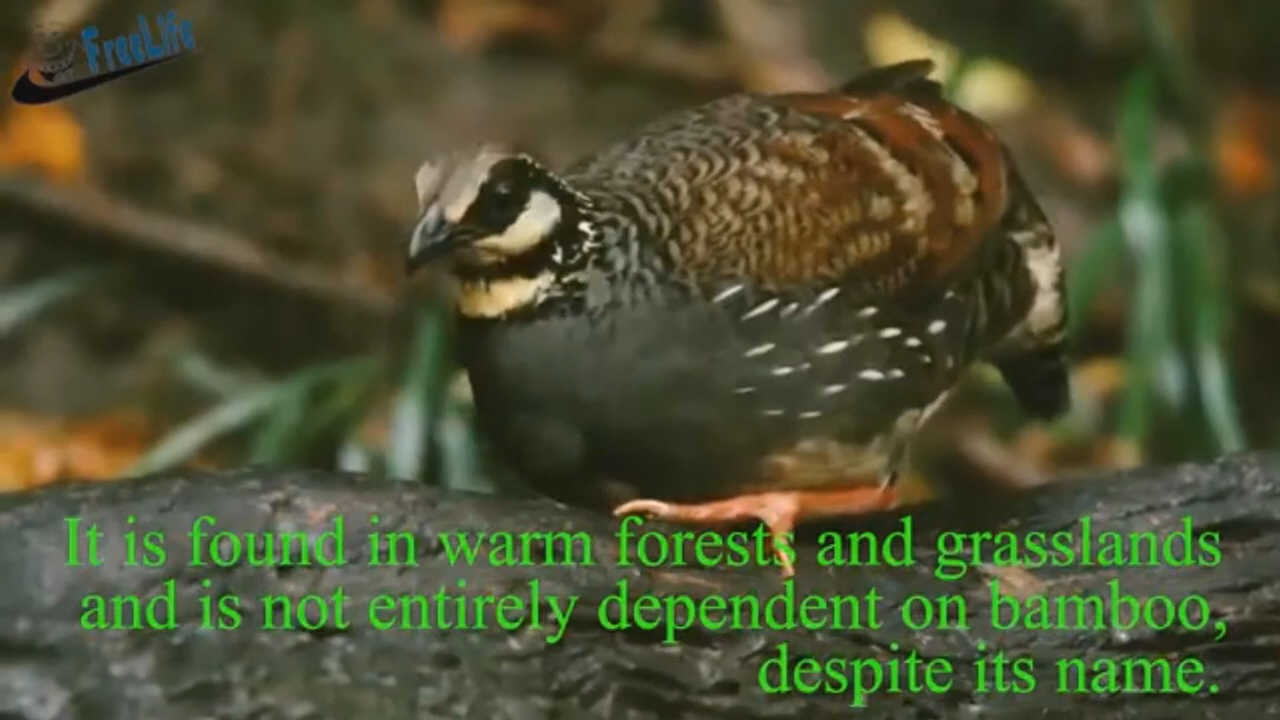 FreeLife
It is found in warm forests and grasslands
and is not entirely dependent on bamboo,
despite its name.